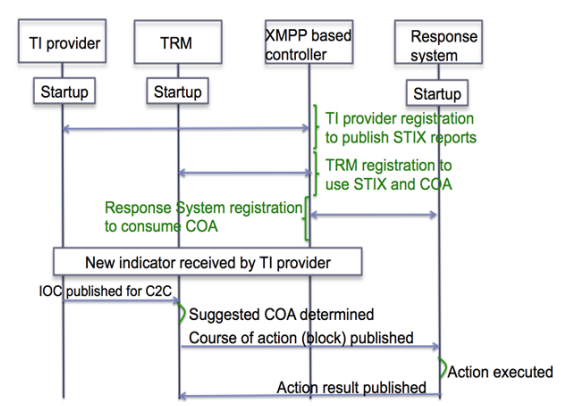 TI provider
TRM
XMPP based
controller
Response
system
Startup
Startup
Startup
TI provider registration
to publish STIX reports
TRM registration to
use STIX and COA
Response System registration
to consume COA
New indicator received by TI provider
IOC published for C2C
Suggested COA determined
Course of action (block) published
Action executed
Action result published